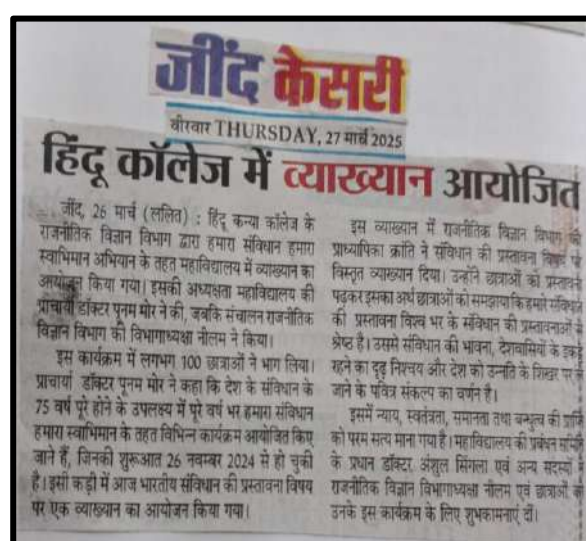 जींद केसरी
वीरवार THURSDAY, 27 मार्च 2025
हिंदू कॉलेज में व्याख्यान आयोजित
जींद, 26 मार्च (ललित) : हिंदू कन्या कॉलेज के
राजनीतिक विज्ञान विभाग द्वारा हमारा संविधान हमारा
स्वाभिमान अभियान के तहत महाविद्यालय में व्याख्यान का
आयोजन किया गया। इसकी अध्यक्षता महाविद्यालय की
प्राचार्या डॉक्टर पूनम मोर ने की, जबकि संचालन राजनीतिक
विज्ञान विभाग की विभागाध्यक्षा नीलम ने किया।
इस कार्यक्रम में लगभग 100 छात्राओं ने भाग लिया।
प्राचार्या डॉक्टर पूनम मोर ने कहा कि देश के संविधान के
75 वर्ष पूरे होने के उपलक्ष्य में पूरे वर्ष भर हमारा संविधान
हमारा स्वाभिमान के तहत विभिन्न कार्यक्रम आयोजित किए
जाने हैं, जिनकी शुरूआत 26 नवम्बर 2024 से हो चुकी
है। इसी कड़ी में आज भारतीय संविधान की प्रस्तावना विषय
पर एक व्याख्यान का आयोजन किया गया।
इस व्याख्यान में राजनीतिक विज्ञान विभाग की
प्राध्यापिका क्रांति ने संविधान की प्रस्तावना विषय पर
विस्तृत व्याख्यान दिया। उन्होंने छात्राओं को प्रस्तावना
पढ़कर इसका अर्थ छात्राओं को समझाया कि हमारे संविधान
की प्रस्तावना विश्व भर के संविधान की प्रस्तावनाओं में
श्रेष्ठ है। उसमे संविधान की भावना, देशवासियों के
रहने का दृढ़ निश्चय और देश को उन्नति के शिखर पर
जाने के पवित्र संकल्प का वर्णन है।
इसमें न्याय, स्वतंत्रता, समानता तथा बन्धुत्व की प्राप्ति
को परम सत्य माना गया है। महाविद्यालय की प्रबंधन समिति
के प्रधान डॉक्टर अंशुल सिंगला एवं अन्य सदस्यों
राजनीतिक विज्ञान विभागाध्यक्षा नीलम एवं छात्राओं को
उनके इस कार्यक्रम के लिए शुभकामनाएं दीं।